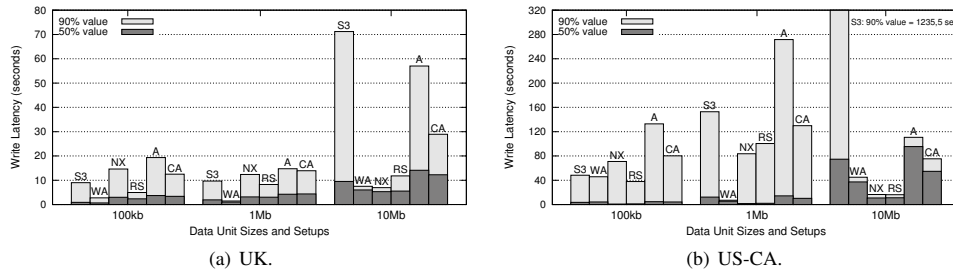 80
70
60
50
40
30
20
10
0
Write Latency (seconds)
90% value
50% value
S3
WA
NX
RS
A
CA
S3
WA
NX
RS
A
CA
S3
WA
NX
RS
A
CA
100kb
1Mb
10Mb
Data Unit Sizes and Setups
(a) UK.
320
280
240
200
160
120
80
40
0
Write Latency (seconds)
90% value
50% value
S3: 90% value = 1235,5 se
S3
WA
NX
RS
A
CA
S3
WA
NX
RS
A
CA
WA
NX
RS
A
CA
100kb
1Mb
10Mb
Data Unit Sizes and Setups
(b) US-CA.